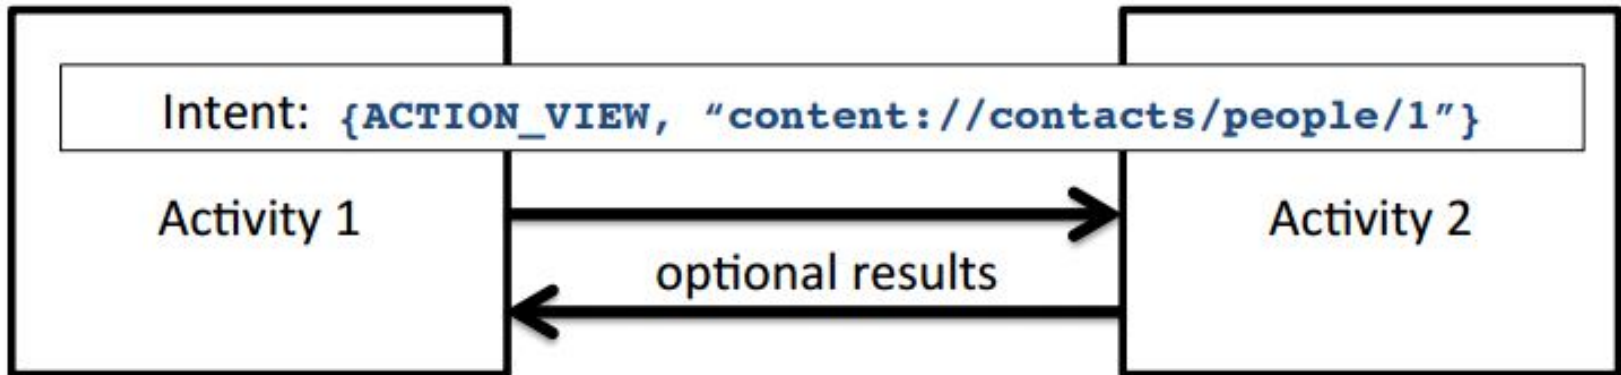 Intent: {ACTION_VIEW, “content://contacts/people/1”}
Activity 1
Activity 2
optional results